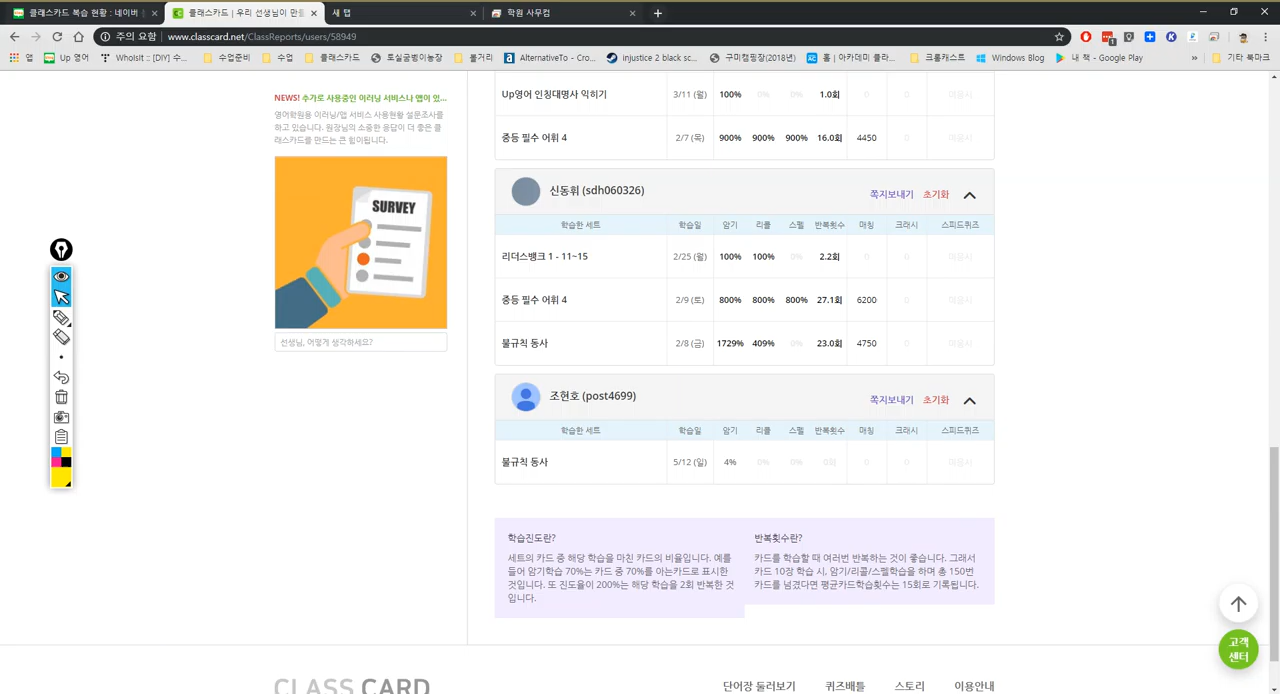 클래스카드 복습 현황 : 네이버
클래스카드 | 우리 선생님이 만들
새 탭
학원 사무컴
주의 요함
www.classcard.net/ClassReports/users/58949
앱
Up 영어
WhoisIt :: [DIY] 수...
수업준비
수업
클래스카드
토실굼벵이농장
볼거리
AlternativeTo - Cro...
injustice 2 black sc...
구미캠핑장(2018년)
홈 | 아카데미 플라...
크롬캐스트
Windows Blog
내 책 - Google Play
»
기타 북마크
NEWS! 추가로 사용중인 이러닝 서비스나 앱이 있...
영어학원용 이러닝/앱 서비스 사용현황 설문조사를
하고 있습니다. 원장님의 소중한 응답이 더 좋은 클
래스카드를 만드는 큰 힘이됩니다.
SURVEY
선생님, 어떻게 생각하세요?
Up영어 인칭대명사 익히기 3/11 (월) 100% 0% 0% 1.0회 0 0 미응시
중등 필수 어휘 4 2/7 (목) 900% 900% 900% 16.0회 4450 0 미응시
신동휘 (sdh060326) 쪽지보내기 초기화
학습한 세트 학습일 암기 리콜 스펠 반복횟수 매칭 크래시 스피드퀴즈
리더스뱅크 1 - 11~15 2/25 (월) 100% 100% 0% 2.2회 0 0 미응시
중등 필수 어휘 4 2/9 (토) 800% 800% 800% 27.1회 6200 0 미응시
불규칙 동사 2/8 (금) 1729% 409% 0% 23.0회 4750 0 미응시
조현호 (post4699) 쪽지보내기 초기화
학습한 세트 학습일 암기 리콜 스펠 반복횟수 매칭 크래시 스피드퀴즈
불규칙 동사 5/12 (일) 4% 0% 0% 0회 0 0 미응시
학습진도란?
세트의 카드 중 해당 학습을 마친 카드의 비율입니다. 예를
들어 암기학습 70%는 카드 중 70%를 아는카드로 표시한
것입니다. 또 진도율이 200%는 해당 학습을 2회 반복한 것
입니다.
반복횟수란?
카드를 학습할 때 여러번 반복하는 것이 좋습니다. 그래서
카드 10장 학습 시, 암기/리콜/스펠학습을 하며 총 150번
카드를 넘겼다면 평균카드학습횟수는 15회로 기록됩니다.
고객
센터
CLASS CARD
단어장 둘러보기 퀴즈배틀 스토리 이용안내